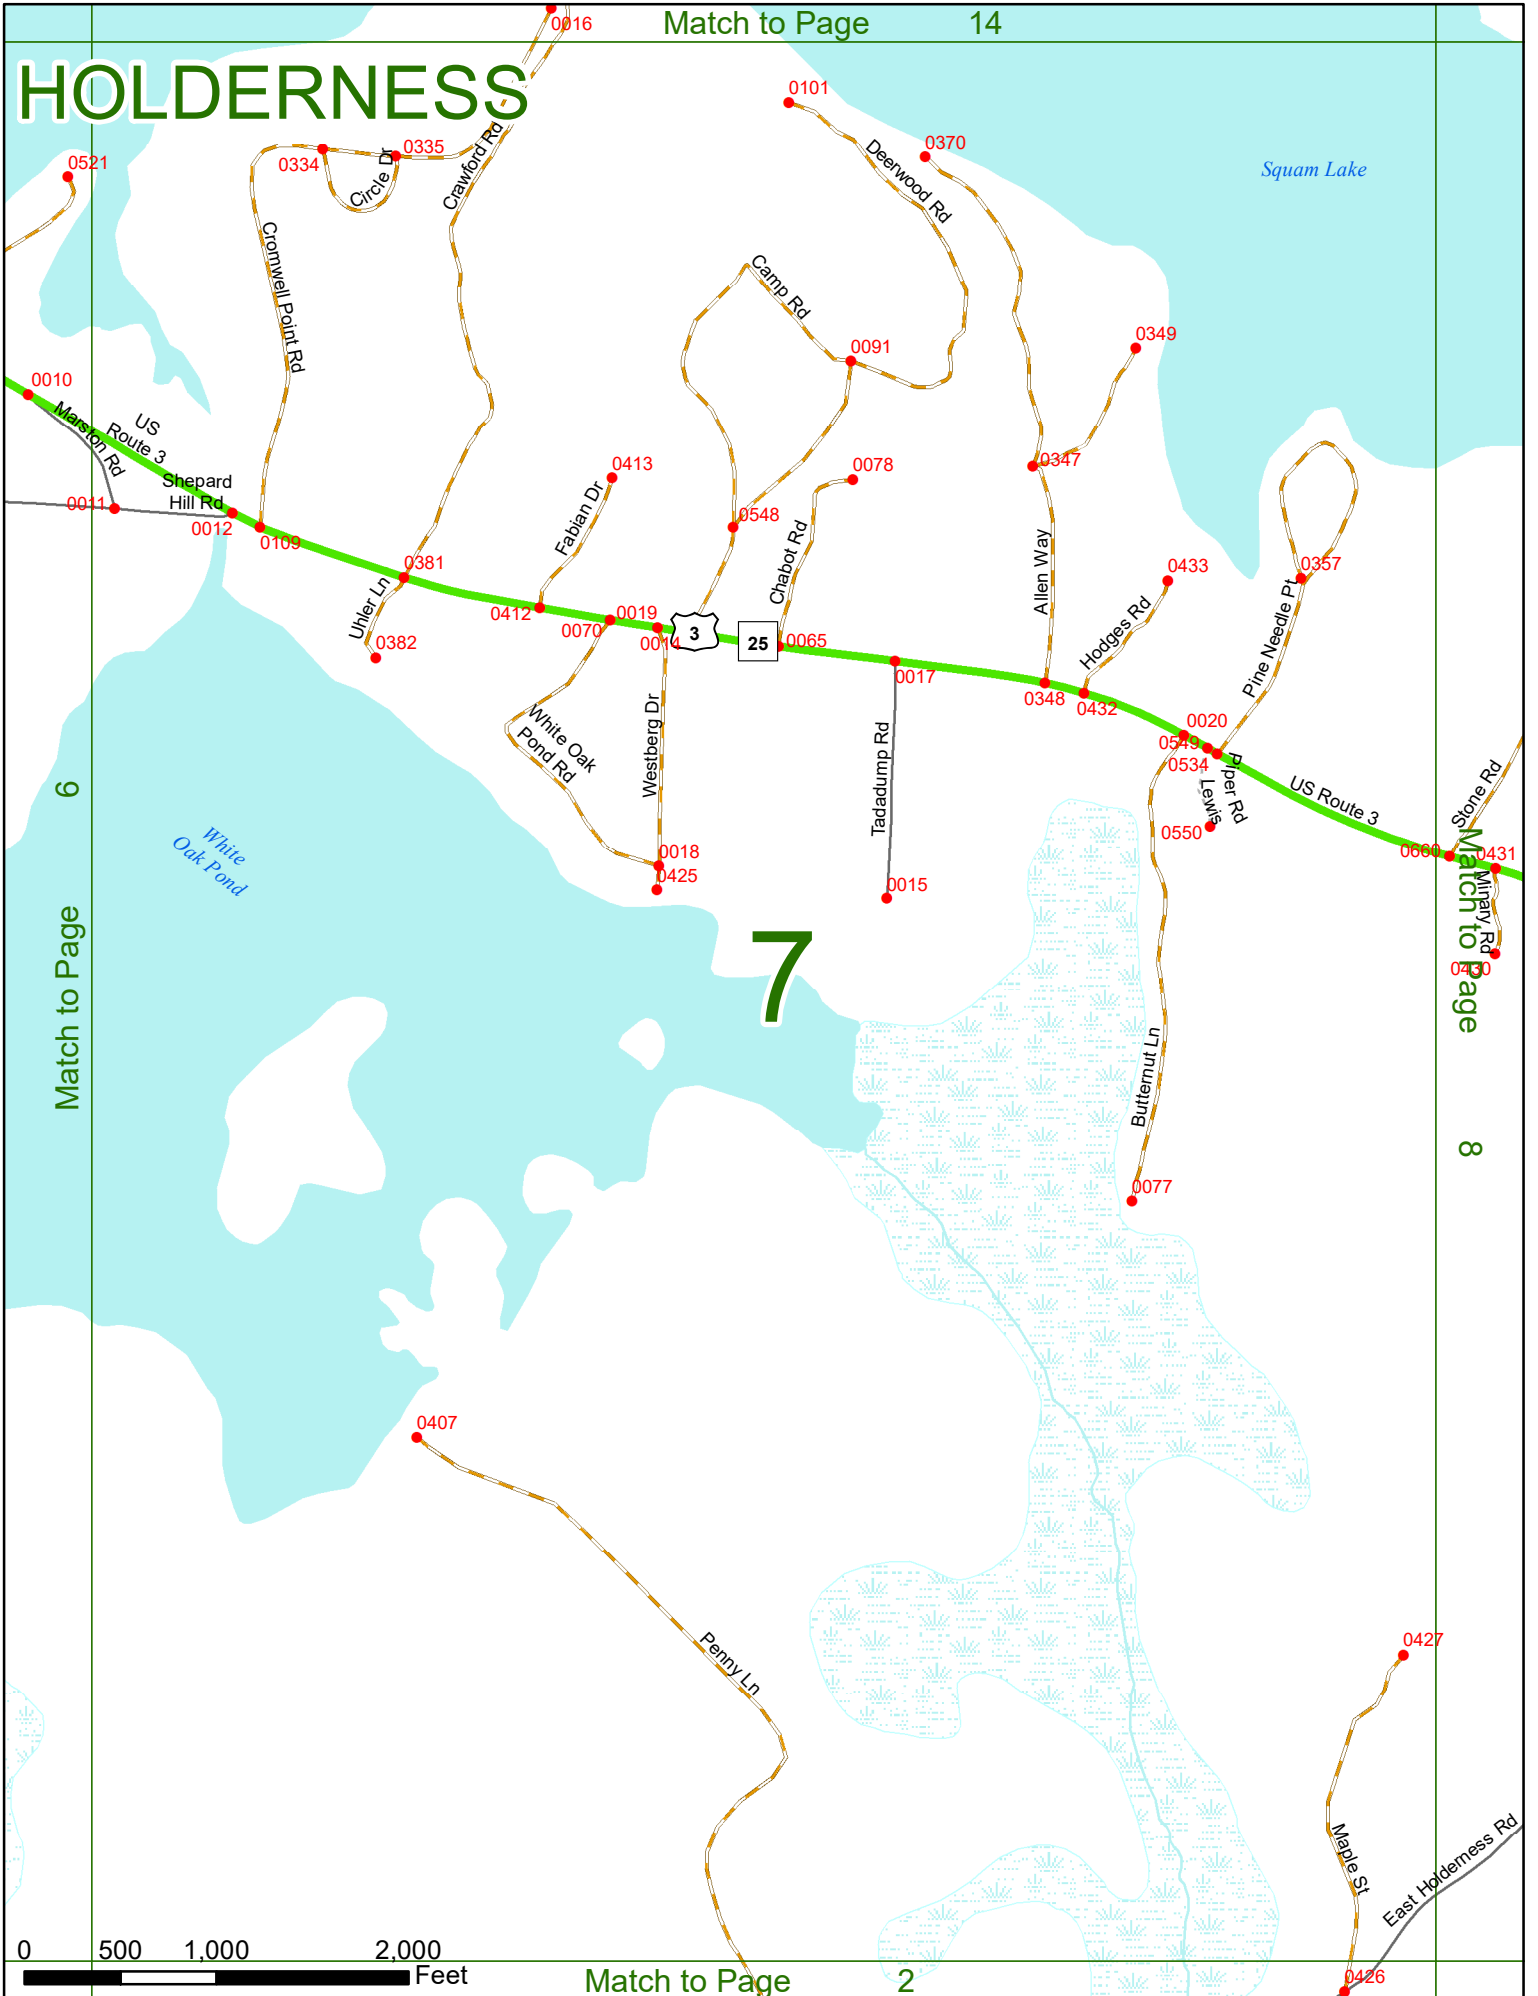 Match to Page 14
0016
HOLDERNESS
0101
0370
Squam Lake
0521
0334
0335
Circle Dr
Crawford Rd
Deerwood Rd
Cromwell Point Rd
Camp Rd
0091
0349
0010
Marston Rd
US
Route 3
Shepard
Hill Rd
0011
0012
0109
0413
Fabian Dr
0078
0347
0548
Chabot Rd
Allen Way
0381
Uhler Ln
0382
0412
0070
0019
0014
3
25
0065
0017
0433
Hodges Rd
0357
Pine Needle Pt
0348
0432
0020
0549
0534
Piper Rd
Lewis
0550
US Route 3
Stone Rd
0660
0431
Minary Rd
0430
White Oak
Pond Rd
Westberg Dr
Tadadump Rd
0018
0425
0015
White
Oak Pond
Match to Page 6
7
Match to Page 8
Butternut Ln
0077
0407
Penny Ln
0427
Maple St
East Holderness Rd
0426
0 500 1,000 2,000
Feet
Match to Page 2